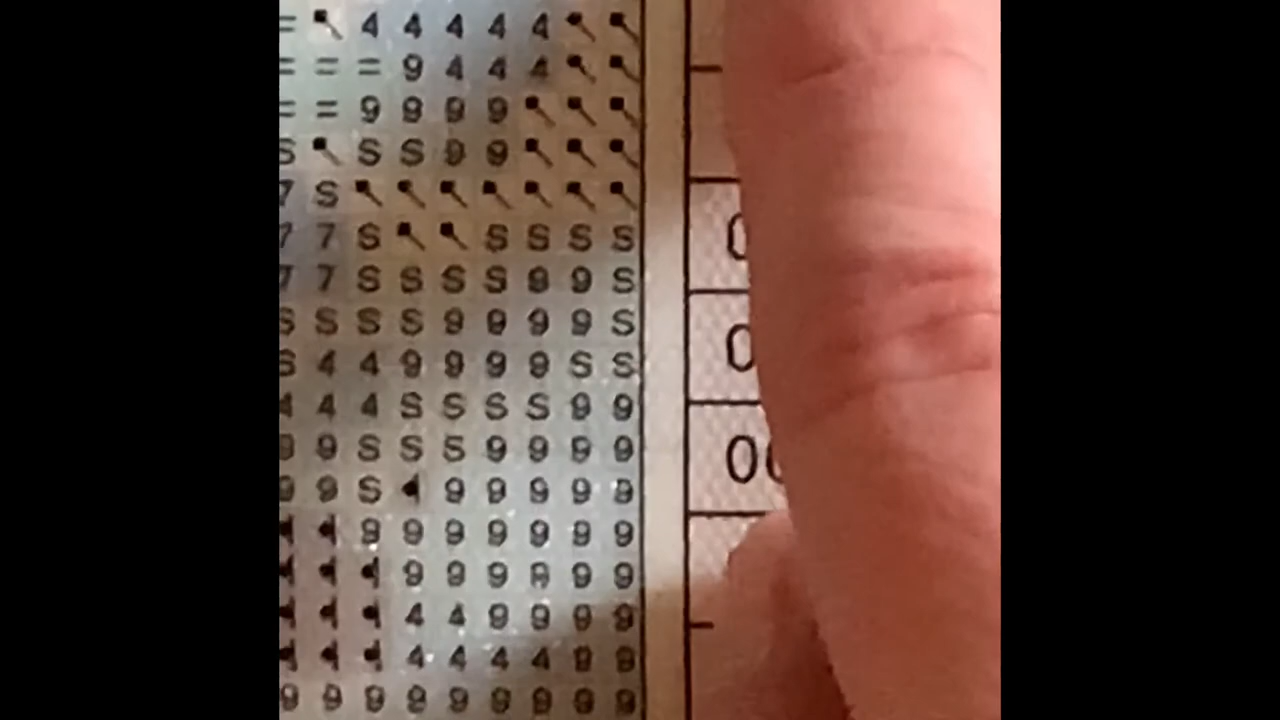 = 4 4 4 4 4
= = = 9 4 4 4
= = 9 9 9 9 9
S S S 9 9
7 S
7 7 S S S S S
7 7 S S S S 9 9 S
S S S S 9 9 9 9 S
S 4 4 9 9 9 9 S S
4 4 4 S S S S 9 9
9 9 S S S 9 9 9 9
9 9 S 9 9 9 9 9
9 9 9 9 9 9 9
9 9 9 9 9 9
4 4 9 9 9 9
4 4 4 4 9 9
9 9 9 9 9 9 9 9 9